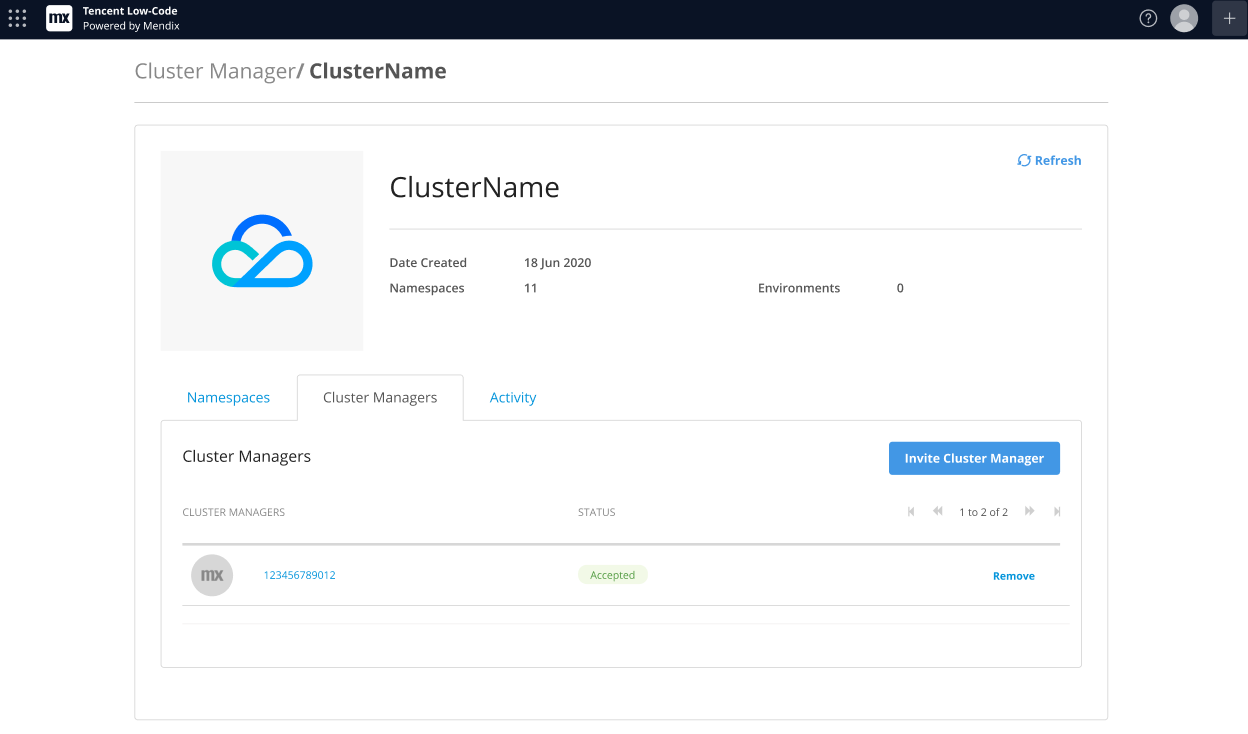 mx
Tencent Low-Code
Powered by Mendix
Cluster Manager/ ClusterName
Refresh
ClusterName
Date Created 18 Jun 2020
Namespaces 11 Environments 0
Namespaces Cluster Managers Activity
Cluster Managers Invite Cluster Manager
CLUSTER MANAGERS STATUS 1 to 2 of 2
mx 123456789012 Accepted Remove